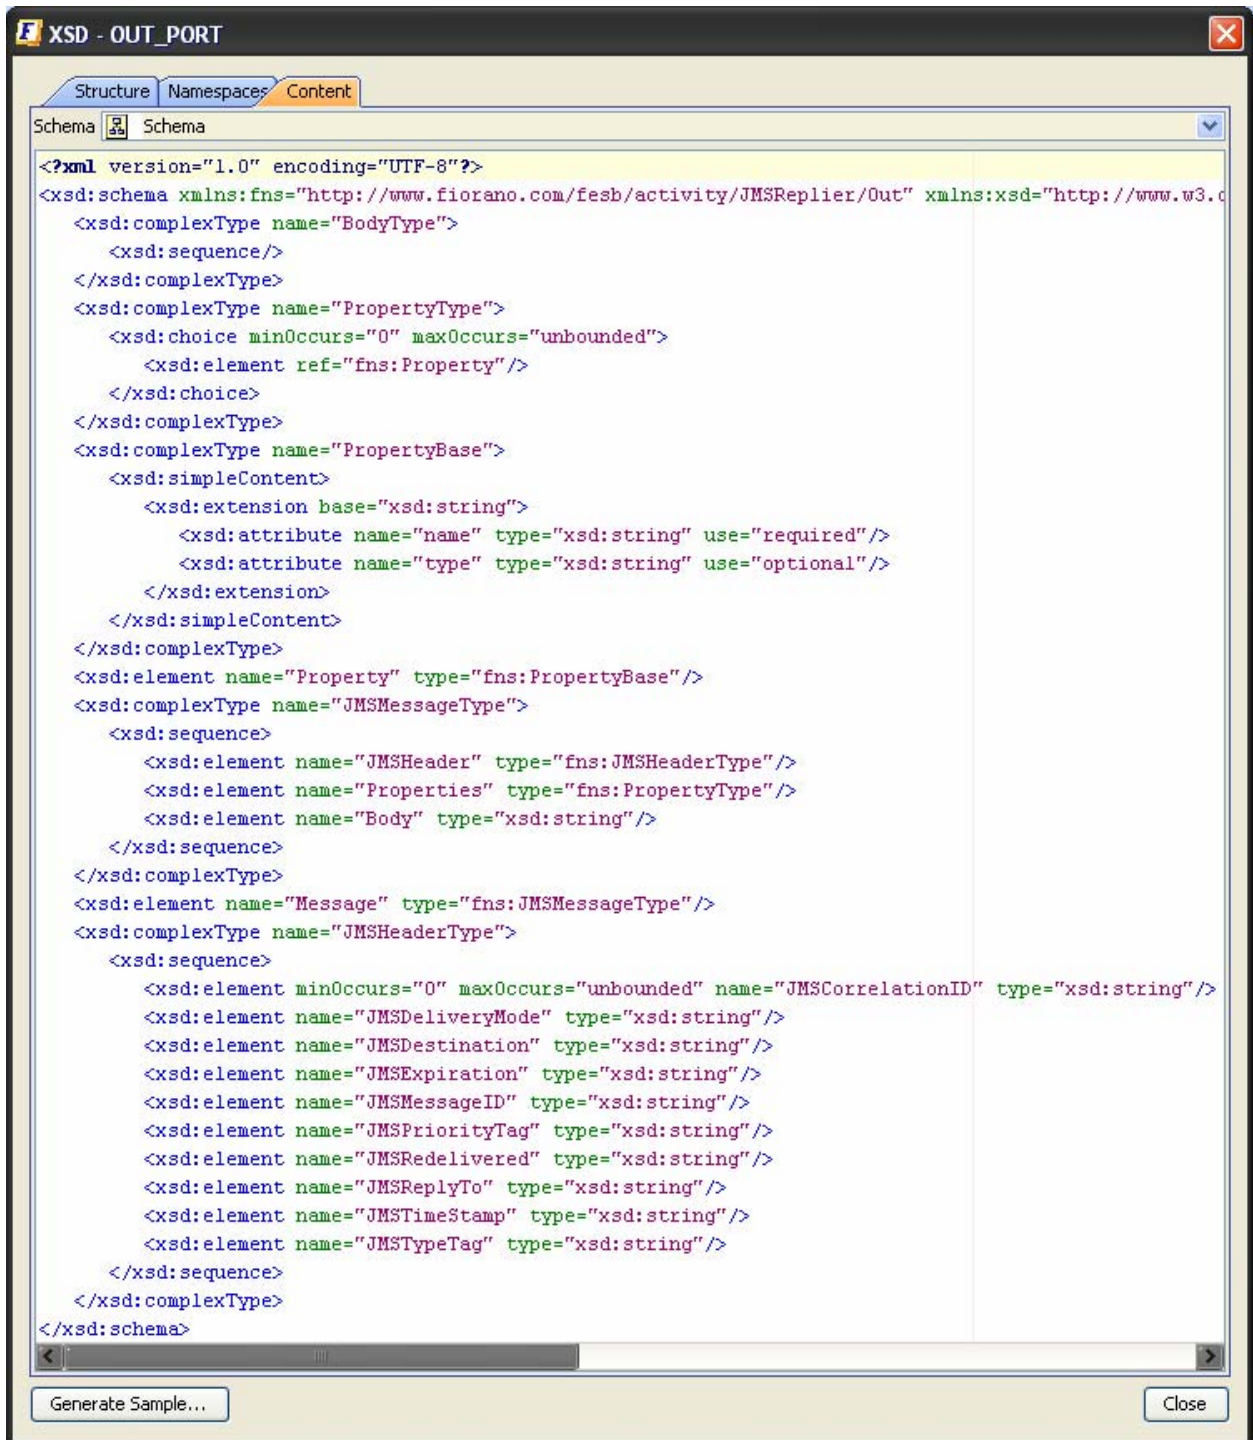 XSD - OUT_PORT
Structure Namespaces Content
Schema Schema
<?xml version="1.0" encoding="UTF-8"?>
<xsd:schema xmlns:fns="http://www.fiorano.com/fesb/activity/JMSReplier/Out" xmlns:xsd="http://www.w3.
<xsd:complexType name="BodyType">
<xsd:sequence/>
</xsd:complexType>
<xsd:complexType name="PropertyType">
<xsd:choice minOccurs="0" maxOccurs="unbounded">
<xsd:element ref="fns:Property"/>
</xsd:choice>
</xsd:complexType>
<xsd:complexType name="PropertyBase">
<xsd:simpleContent>
<xsd:extension base="xsd:string">
<xsd:attribute name="name" type="xsd:string" use="required"/>
<xsd:attribute name="type" type="xsd:string" use="optional"/>
</xsd:extension>
</xsd:simpleContent>
</xsd:complexType>
<xsd:element name="Property" type="fns:PropertyBase"/>
<xsd:complexType name="JMSMessageType">
<xsd:sequence>
<xsd:element name="JMSHeader" type="fns:JMSHeaderType"/>
<xsd:element name="Properties" type="fns:PropertyType"/>
<xsd:element name="Body" type="xsd:string"/>
</xsd:sequence>
</xsd:complexType>
<xsd:element name="Message" type="fns:JMSMessageType"/>
<xsd:complexType name="JMSHeaderType">
<xsd:sequence>
<xsd:element minOccurs="0" maxOccurs="unbounded" name="JMSCorrelationID" type="xsd:string"/>
<xsd:element name="JMSDeliveryMode" type="xsd:string"/>
<xsd:element name="JMSDestination" type="xsd:string"/>
<xsd:element name="JMSExpiration" type="xsd:string"/>
<xsd:element name="JMSMessageID" type="xsd:string"/>
<xsd:element name="JMSPriorityTag" type="xsd:string"/>
<xsd:element name="JMSRedelivered" type="xsd:string"/>
<xsd:element name="JMSReplyTo" type="xsd:string"/>
<xsd:element name="JMSTimeStamp" type="xsd:string"/>
<xsd:element name="JMSTypeTag" type="xsd:string"/>
</xsd:sequence>
</xsd:complexType>
</xsd:schema>
Generate Sample... Close